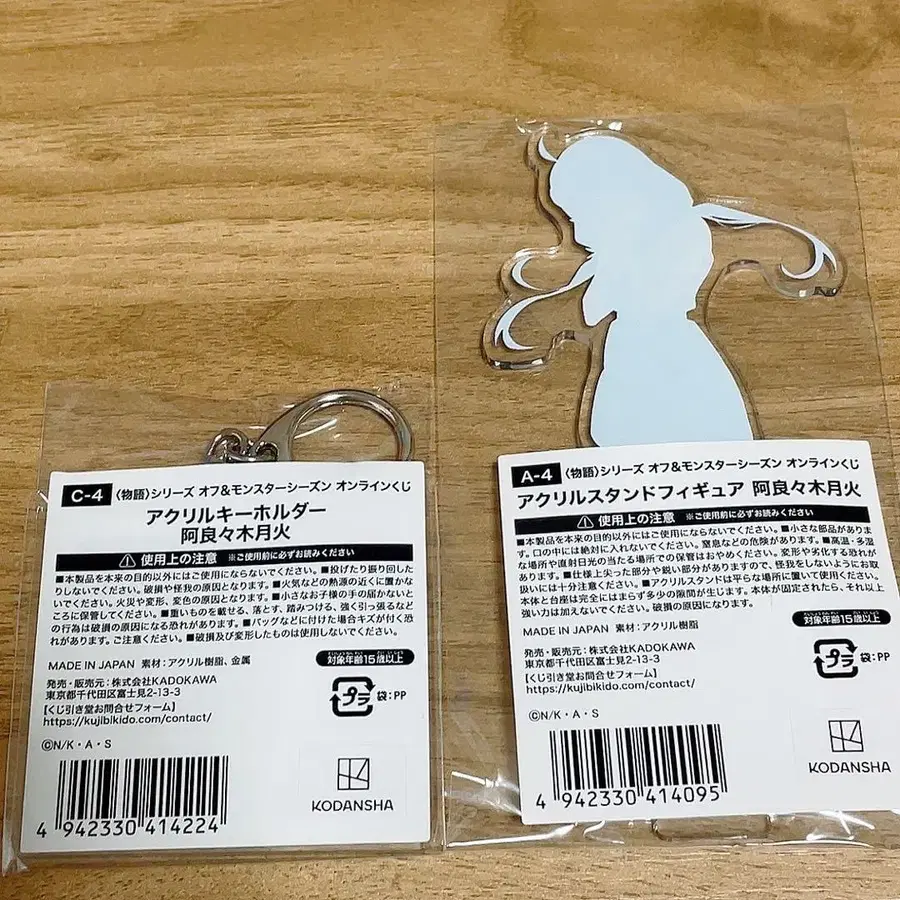 C-4 〈物語〉シリーズ オフ&モンスターシーズン オンラインくじ
アクリルキーホルダー
阿良々木月火
使用上の注意 ※ご使用前に必ずお読みください
■本製品を本来の目的以外にはご使用にならないでください。■投げたり振り回したり
しないでください。破損や怪我の原因となります。■火気などの熱源の近くに置かな
いでください。火災や変形、変色の原因となります。■小さなお子様の手の届かないと
ころに保管してください。■重いものを載せる、落とす、踏みつける、強く引っ張るなど
の行為は破損の原因になる恐れがあります。■バッグなどに付けた場合キズが付く恐
れがあります。ご注意ください。■破損及び変形したものは使用しないでください。
MADE IN JAPAN 素材：アクリル樹脂、金属
対象年齢15歳以上
発売・販売元：株式会社KADOKAWA
東京都千代田区富士見2-13-3
【くじ引き堂お問合せフォーム】
https://kujibikido.com/contact/
プラ 袋：PP
©N/K・A・S
KODANSHA
4 942330 414224
A-4 〈物語〉シリーズ オフ&モンスターシーズン オンラインくじ
アクリルスタンドフィギュア 阿良々木月火
使用上の注意 ※ご使用前に必ずお読みください
■本製品を本来の目的以外にはご使用にならないでください。■小さな部品がありま
す。口の中には絶対に入れないでください。窒息などの危険があります。■高温・多湿
な場所や直射日光の当たる場所での保管はおやめください。変形や劣化する恐れが
あります。■仕様上尖った部分や鋭い部分がありますので、怪我をしないようにお取
扱いには十分注意ください。■アクリルスタンドは平らな場所に置いて使用ください。
本体と台座は完全にはまらず多少の隙間が生じます。本体が固定されたら、それ以上
強い力は加えないでください。破損の原因になります。
MADE IN JAPAN 素材：アクリル樹脂
対象年齢15歳以上
発売・販売元：株式会社KADOKAWA
東京都千代田区富士見2-13-3
【くじ引き堂お問合せフォーム】
https://kujibikido.com/contact/
プラ 袋：PP
©N/K・A・S
KODANSHA
4 942330 414095